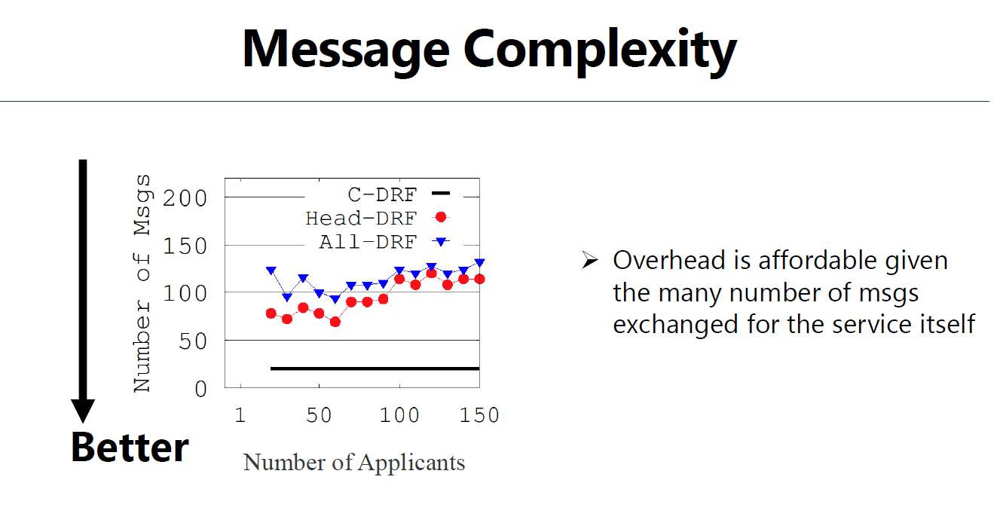 Message Complexity
Number of Msgs
200
150
100
50
0
C-DRF
Head-DRF
All-DRF
1 50 100 150
Number of Applicants
Better
➢ Overhead is affordable given
the many number of msgs
exchanged for the service itself